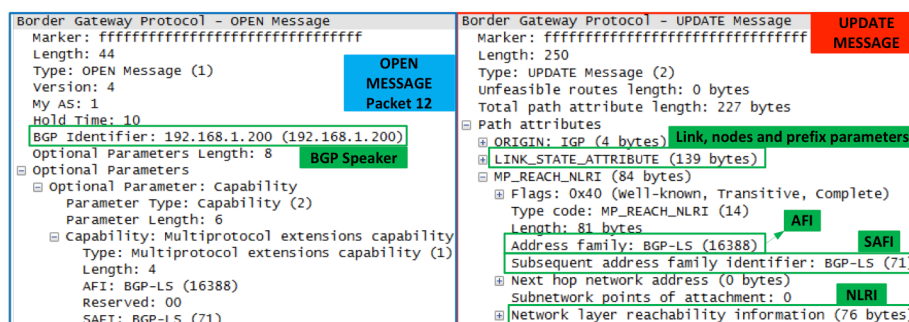 Border Gateway Protocol - OPEN Message
Marker: ffffffffffffffffffffffffffffffff
Length: 44
Type: OPEN Message (1)
Version: 4
My AS: 1
Hold Time: 10
BGP Identifier: 192.168.1.200 (192.168.1.200)
Optional Parameters Length: 8
Optional Parameters
Optional Parameter: Capability
Parameter Type: Capability (2)
Parameter Length: 6
Capability: Multiprotocol extensions capability
Type: Multiprotocol extensions capability (1)
Length: 4
AFI: BGP-LS (16388)
Reserved: 00
SAFI: BGP-LS (71)
OPEN
MESSAGE
Packet 12
BGP Speaker
Border Gateway Protocol - UPDATE Message
Marker: ffffffffffffffffffffffffffffffff
Length: 250
Type: UPDATE Message (2)
Unfeasible routes length: 0 bytes
Total path attribute length: 227 bytes
Path attributes
ORIGIN: IGP (4 bytes)
LINK_STATE_ATTRIBUTE (139 bytes)
MP_REACH_NLRI (84 bytes)
Flags: 0x40 (Well-known, Transitive, Complete)
Type code: MP_REACH_NLRI (14)
Length: 81 bytes
Address family: BGP-LS (16388)
Subsequent address family identifier: BGP-LS (71)
Next hop network address (0 bytes)
Subnetwork points of attachment: 0
Network layer reachability information (76 bytes)
UPDATE
MESSAGE
Link, nodes and prefix parameters
AFI
SAFI
NLRI